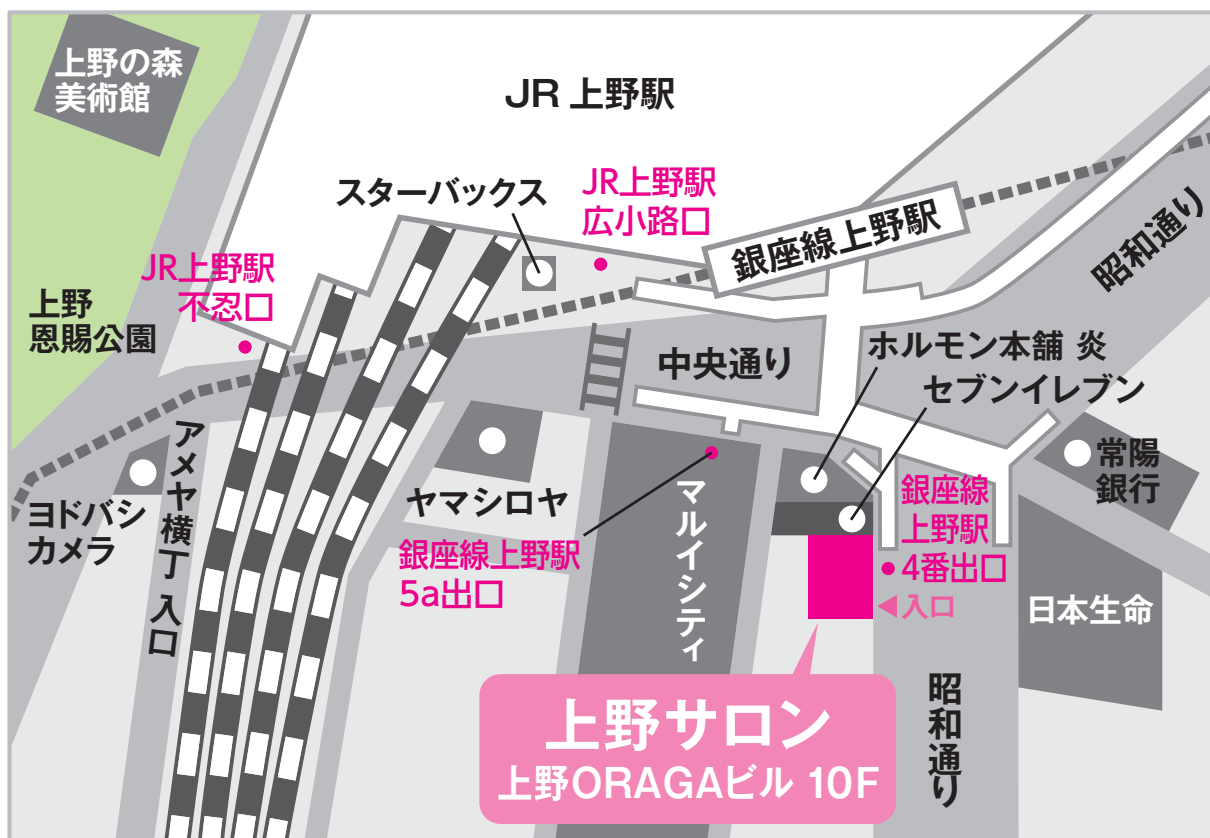 上野の森
美術館
JR 上野駅
スターバックス
JR上野駅
広小路口
銀座線上野駅
昭和通り
JR上野駅
不忍口
上野
恩賜公園
中央通り
ホルモン本舗 炎
セブンイレブン
アメヤ横丁 入口
ヨドバシ
カメラ
ヤマシロヤ
銀座線上野駅
5a出口
マルイシティ
銀座線
上野駅
4番出口
入口
常陽
銀行
日本生命
昭和通り
上野サロン
上野ORAGAビル 10F